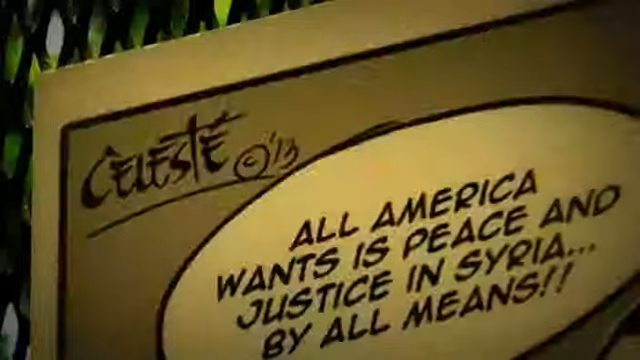 CELESTE © '13
ALL AMERICA
WANTS IS PEACE AND
JUSTICE IN SYRIA...
BY ALL MEANS!!